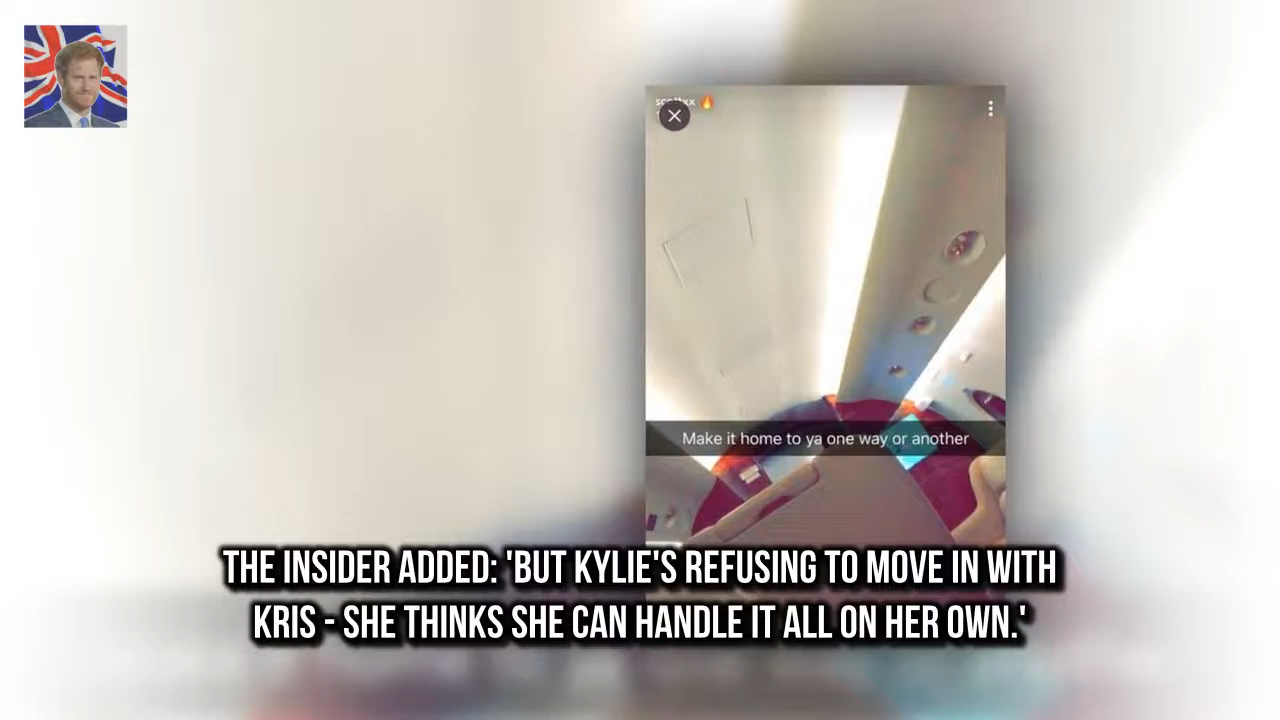 Make it home to ya one way or another
THE INSIDER ADDED: 'BUT KYLIE'S REFUSING TO MOVE IN WITH
KRIS - SHE THINKS SHE CAN HANDLE IT ALL ON HER OWN.'